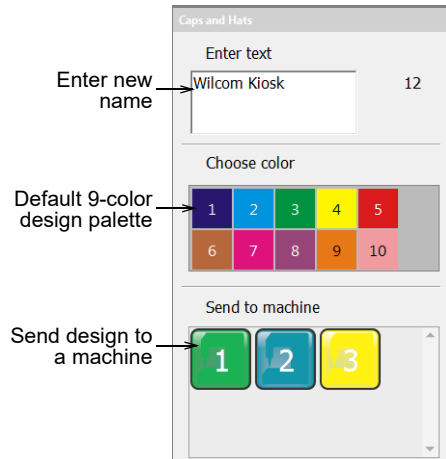 Caps and Hats
Enter text
Enter new
name
Wilcom Kiosk
12
Choose color
Default 9-color
design palette
1 2 3 4 5
6 7 8 9 10
Send to machine
Send design to
a machine
1 2 3